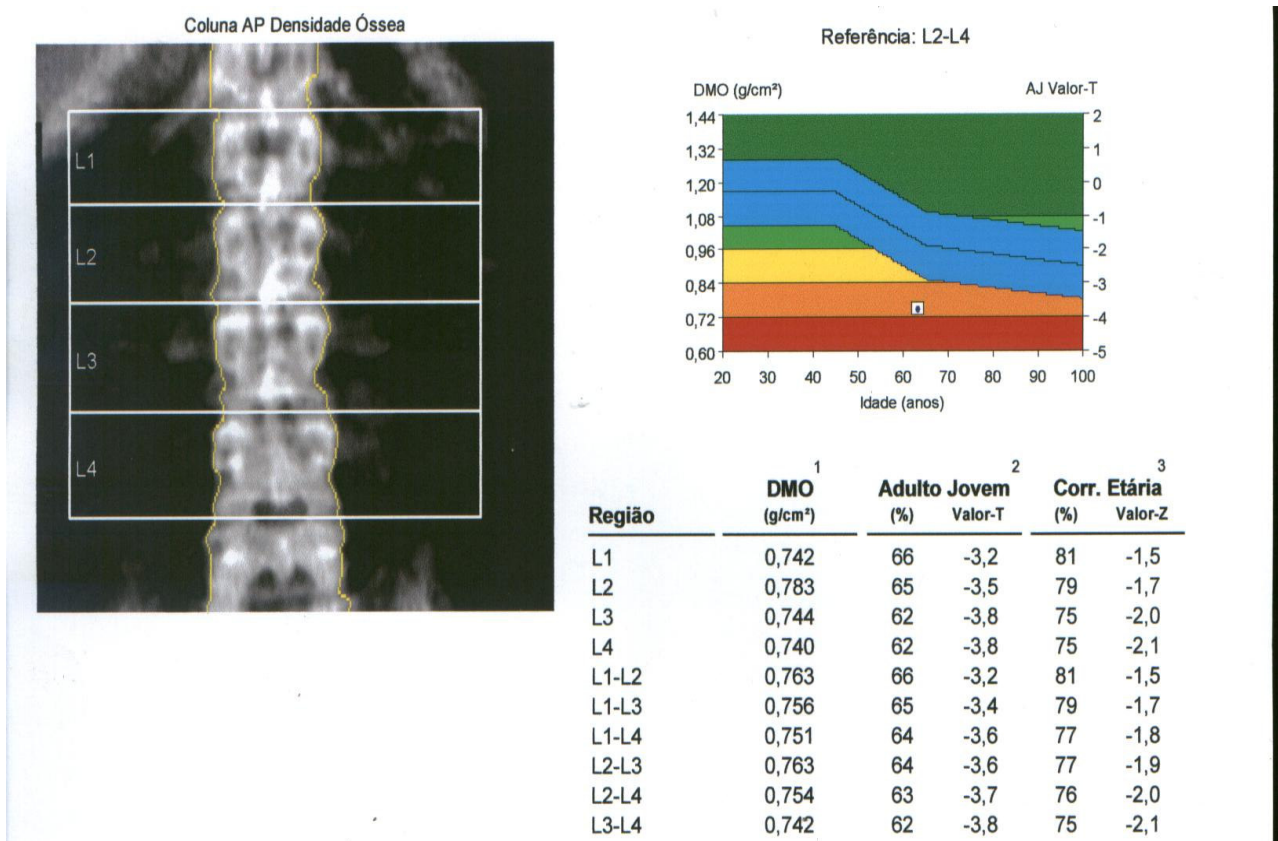 Coluna AP Densidade Óssea
L1
L2
L3
L4
Referência: L2-L4
DMO (g/cm²) AJ Valor-T
1,44 2
1,32 1
1,20 0
1,08 -1
0,96 -2
0,84 -3
0,72 -4
0,60 -5
20 30 40 50 60 70 80 90 100
Idade (anos)
1 2 3
DMO Adulto Jovem Corr. Etária
Região (g/cm²) (%) Valor-T (%) Valor-Z
L1 0,742 66 -3,2 81 -1,5
L2 0,783 65 -3,5 79 -1,7
L3 0,744 62 -3,8 75 -2,0
L4 0,740 62 -3,8 75 -2,1
L1-L2 0,763 66 -3,2 81 -1,5
L1-L3 0,756 65 -3,4 79 -1,7
L1-L4 0,751 64 -3,6 77 -1,8
L2-L3 0,763 64 -3,6 77 -1,9
L2-L4 0,754 63 -3,7 76 -2,0
L3-L4 0,742 62 -3,8 75 -2,1